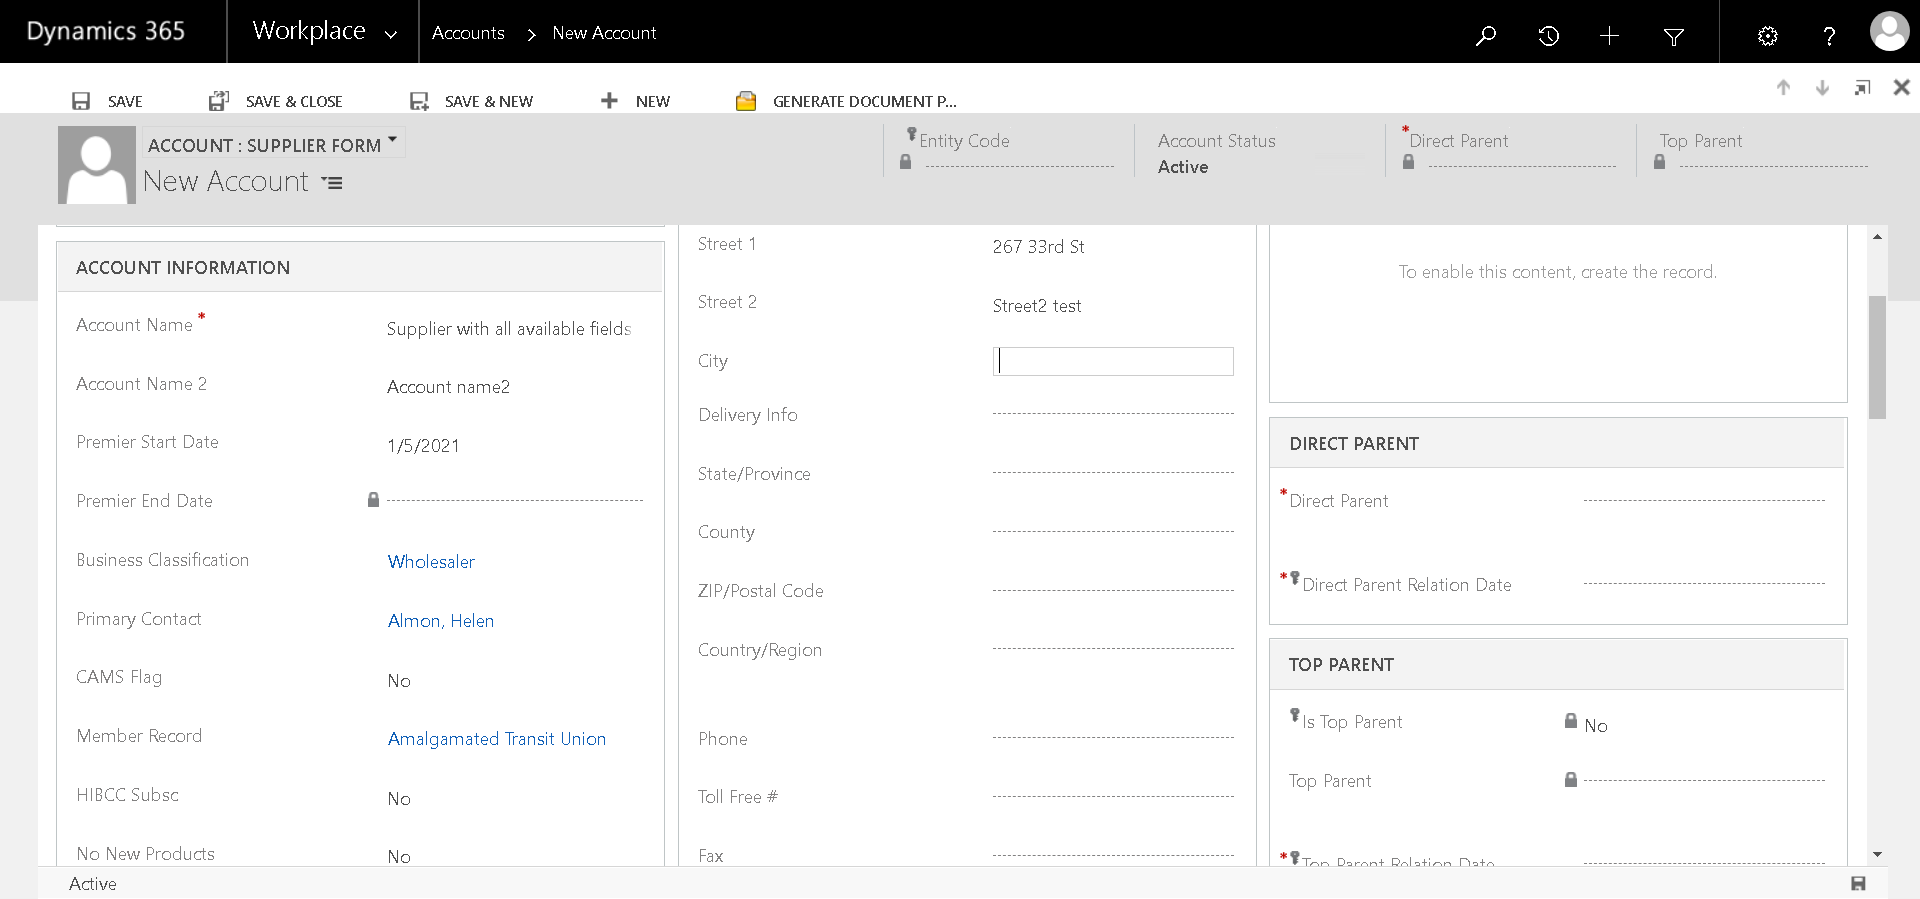 Dynamics 365
Workplace
Accounts
New Account
SAVE
SAVE & CLOSE
SAVE & NEW
NEW
GENERATE DOCUMENT P...
ACCOUNT : SUPPLIER FORM
New Account
Entity Code
Account Status
Active
*Direct Parent
Top Parent
ACCOUNT INFORMATION
Account Name *
Supplier with all available fields
Account Name 2
Account name2
Premier Start Date
1/5/2021
Premier End Date
Business Classification
Wholesaler
Primary Contact
Almon, Helen
CAMS Flag
No
Member Record
Amalgamated Transit Union
HIBCC Subsc
No
No New Products
No
Street 1
267 33rd St
Street 2
Street2 test
City
Delivery Info
State/Province
County
ZIP/Postal Code
Country/Region
Phone
Toll Free #
Fax
To enable this content, create the record.
DIRECT PARENT
*Direct Parent
*Direct Parent Relation Date
TOP PARENT
Is Top Parent
No
Top Parent
*Top Parent Relation Date
Active